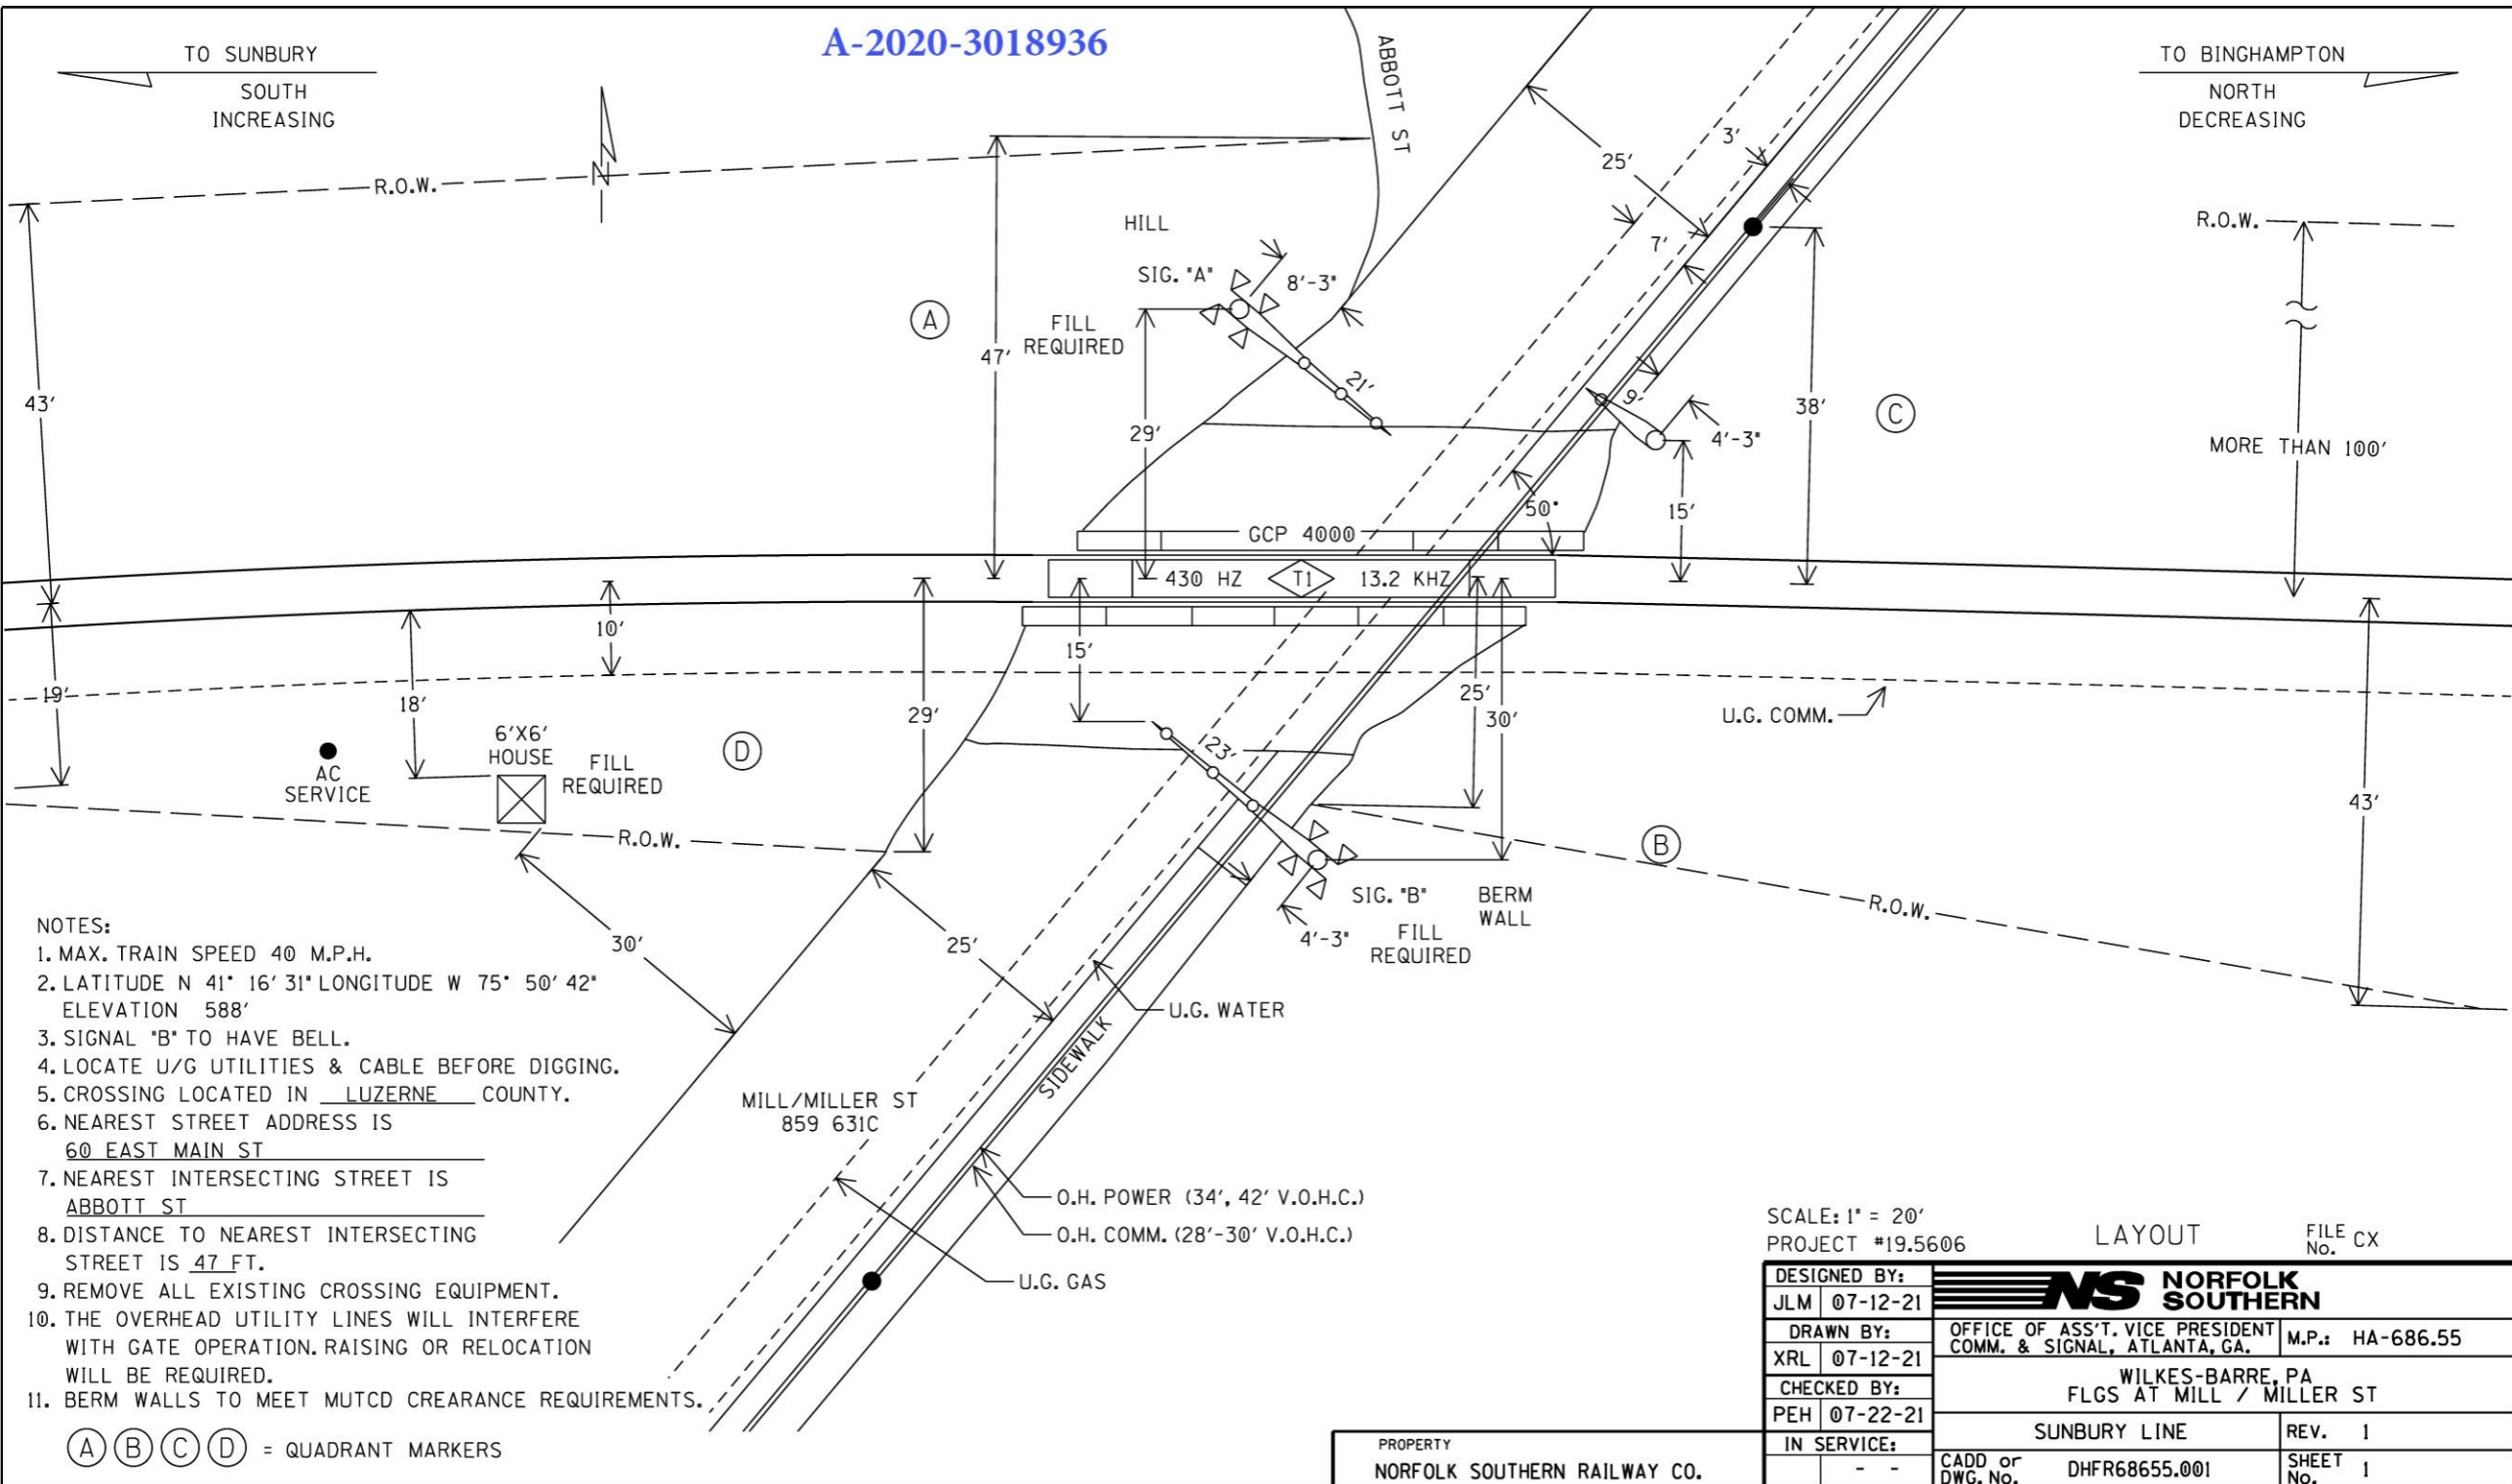 A-2020-3018936
TO SUNBURY
SOUTH
INCREASING
TO BINGHAMPTON
NORTH
DECREASING
ABBOTT ST
N
R.O.W.
R.O.W.
HILL
SIG. "A"
8'-3"
25'
3'
7'
A
FILL
REQUIRED
47'
43'
29'
21'
9'
4'-3"
38'
C
MORE THAN 100'
50°
15'
GCP 4000
430 HZ
T1
13.2 KHZ
10'
15'
19'
18'
29'
25'
30'
U.G. COMM.
6'X6'
HOUSE
FILL
REQUIRED
D
AC
SERVICE
23'
43'
R.O.W.
B
R.O.W.
SIG. "B"
BERM
WALL
4'-3"
FILL
REQUIRED
30'
25'
U.G. WATER
SIDEWALK
MILL/MILLER ST
859 631C
O.H. POWER (34', 42' V.O.H.C.)
O.H. COMM. (28'-30' V.O.H.C.)
U.G. GAS
NOTES:
1. MAX. TRAIN SPEED 40 M.P.H.
2. LATITUDE N 41° 16' 31" LONGITUDE W 75° 50' 42"
ELEVATION 588'
3. SIGNAL "B" TO HAVE BELL.
4. LOCATE U/G UTILITIES & CABLE BEFORE DIGGING.
5. CROSSING LOCATED IN LUZERNE COUNTY.
6. NEAREST STREET ADDRESS IS
60 EAST MAIN ST
7. NEAREST INTERSECTING STREET IS
ABBOTT ST
8. DISTANCE TO NEAREST INTERSECTING
STREET IS 47 FT.
9. REMOVE ALL EXISTING CROSSING EQUIPMENT.
10. THE OVERHEAD UTILITY LINES WILL INTERFERE
WITH GATE OPERATION. RAISING OR RELOCATION
WILL BE REQUIRED.
11. BERM WALLS TO MEET MUTCD CREARANCE REQUIREMENTS.
A B C D = QUADRANT MARKERS
SCALE: 1" = 20'
PROJECT #19.5606
LAYOUT
FILE
No. CX
DESIGNED BY:
JLM 07-12-21
DRAWN BY:
XRL 07-12-21
CHECKED BY:
PEH 07-22-21
IN SERVICE:
- -
NS NORFOLK
SOUTHERN
OFFICE OF ASS'T. VICE PRESIDENT
COMM. & SIGNAL, ATLANTA, GA.
M.P.: HA-686.55
WILKES-BARRE, PA
FLGS AT MILL / MILLER ST
SUNBURY LINE
REV. 1
CADD or
DWG. No. DHFR68655.001
SHEET
No. 1
PROPERTY
NORFOLK SOUTHERN RAILWAY CO.